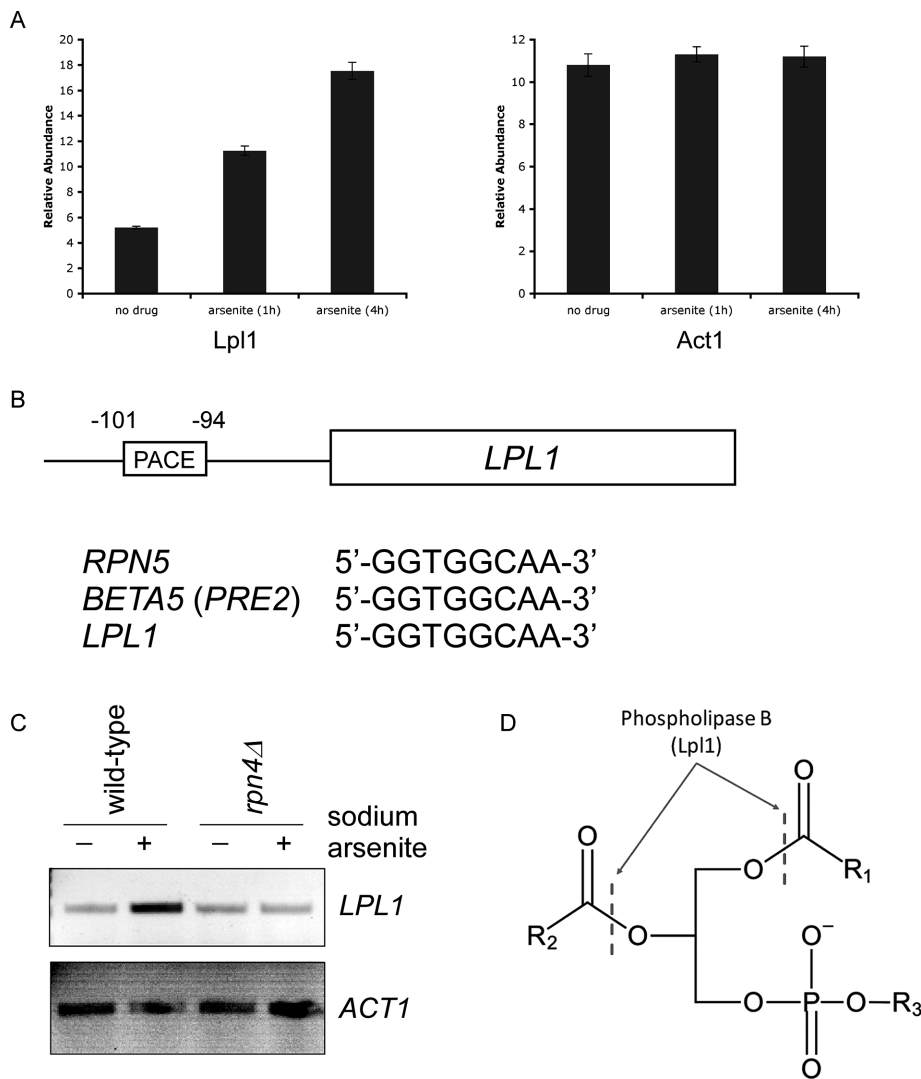 A
Relative Abundance
20
18
16
14
12
10
8
6
4
2
0
no drug arsenite (1h) arsenite (4h)
Lpl1
Relative Abundance
12
10
8
6
4
2
0
no drug arsenite (1h) arsenite (4h)
Act1
B
-101 -94
PACE LPL1
RPN5 5’-GGTGGCAA-3’
BETA5 (PRE2) 5’-GGTGGCAA-3’
LPL1 5’-GGTGGCAA-3’
C
wild-type rpn4Δ
– + – + sodium
arsenite
LPL1
ACT1
D
Phospholipase B
(Lpl1)
O
O
O R1
R2 O O–
O P O R3
O